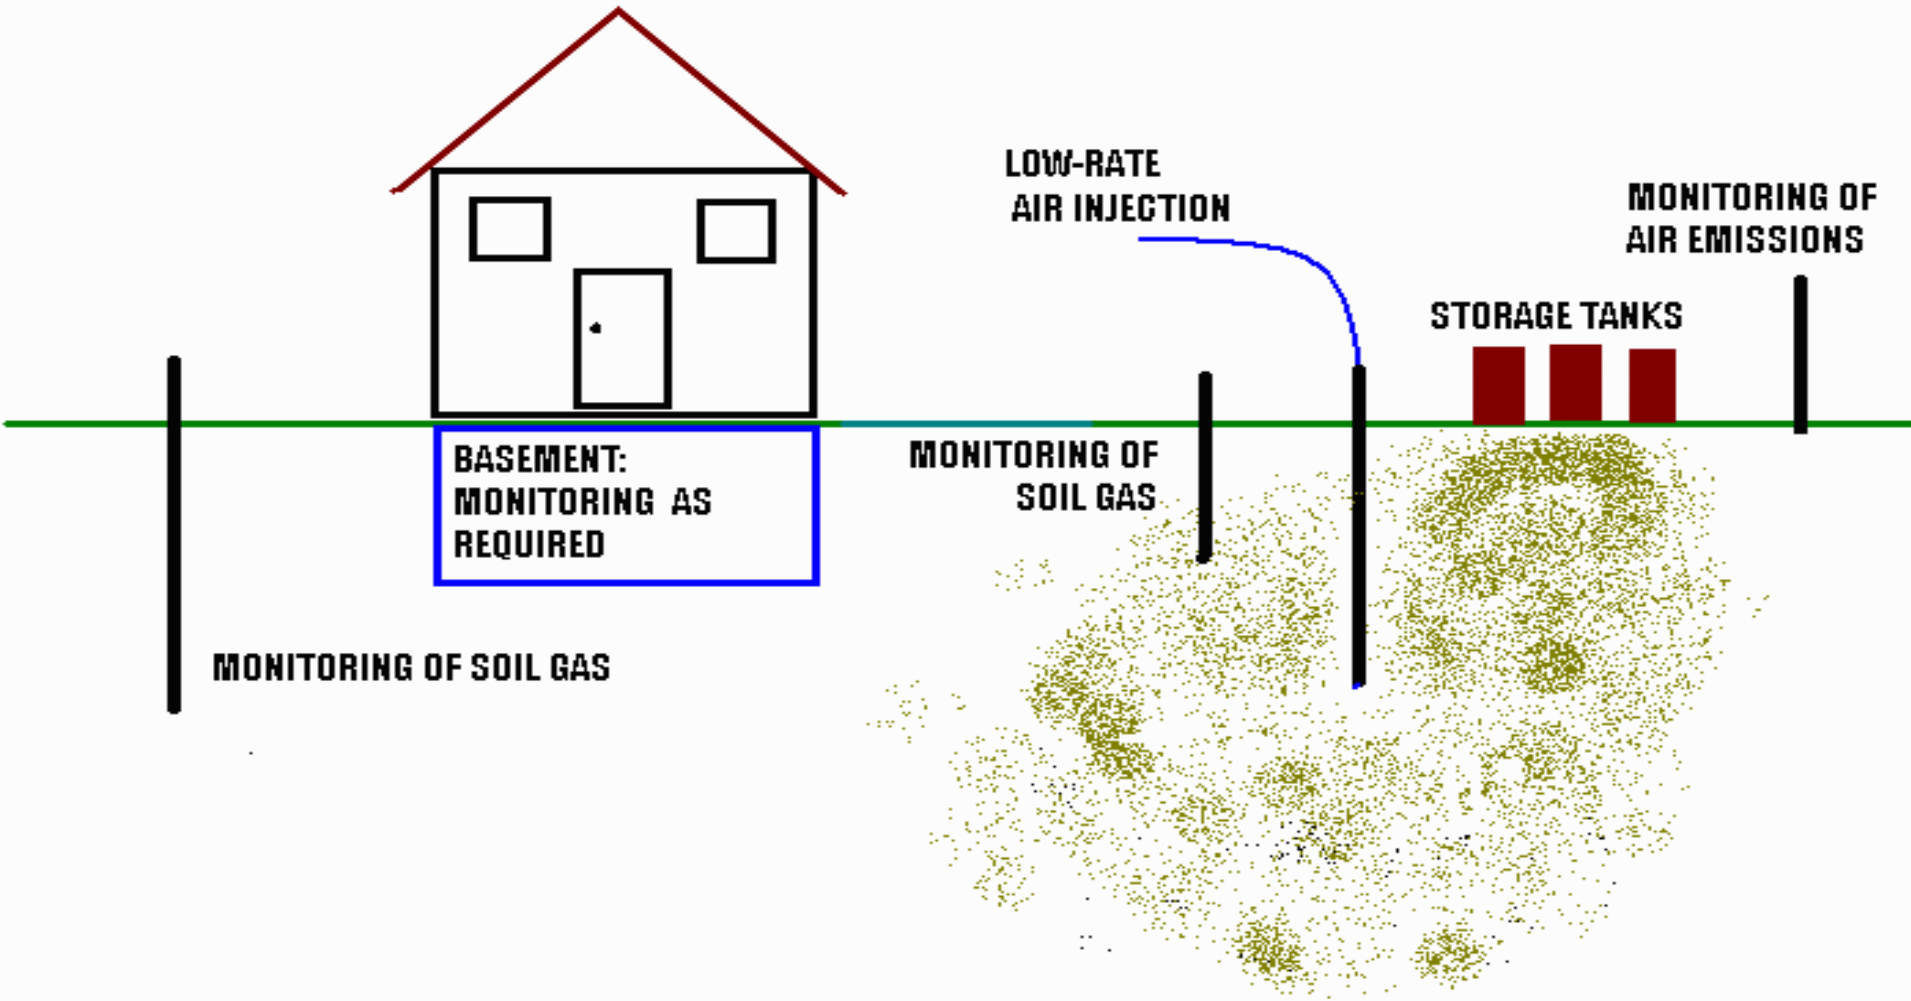 LOW-RATE
AIR INJECTION
MONITORING OF
AIR EMISSIONS
STORAGE TANKS
BASEMENT:
MONITORING AS
REQUIRED
MONITORING OF
SOIL GAS
MONITORING OF SOIL GAS